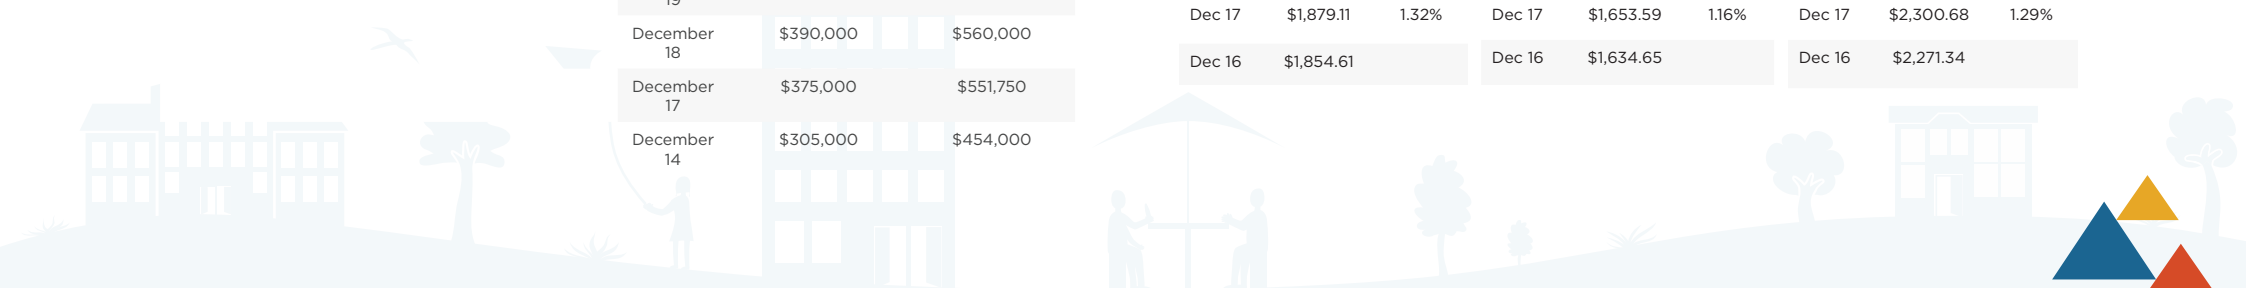 19
December $390,000 $560,000
18
December $375,000 $551,750
17
December $305,000 $454,000
14
Dec 17 $1,879.11 1.32% Dec 17 $1,653.59 1.16% Dec 17 $2,300.68 1.29%
Dec 16 $1,854.61 Dec 16 $1,634.65 Dec 16 $2,271.34